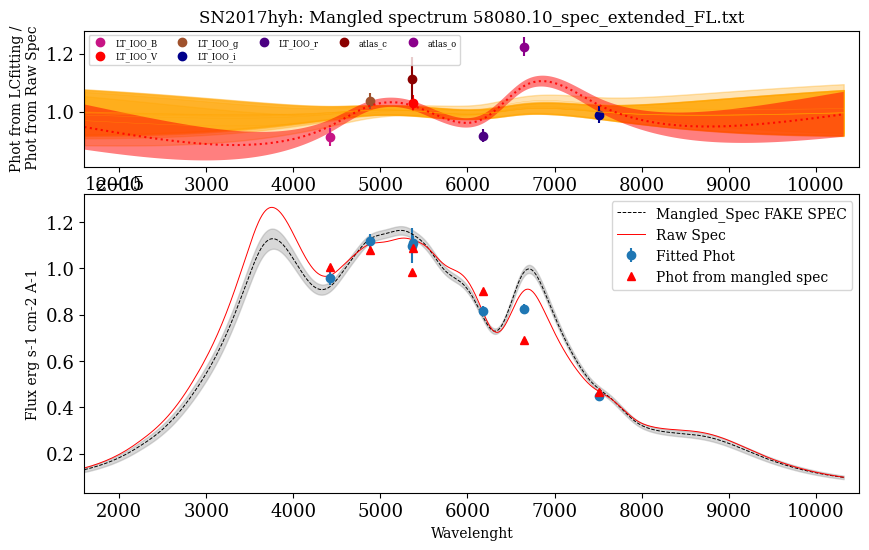 SN2017hyh: Mangled spectrum 58080.10_spec_extended_FL.txt
Phot from LCfitting /
Phot from Raw Spec
LT_IOO_B LT_IOO_g LT_IOO_r atlas_c atlas_o
LT_IOO_V LT_IOO_i
1.2
1.0
2000 3000 4000 5000 6000 7000 8000 9000 10000
1e−15
Mangled_Spec FAKE SPEC
Raw Spec
Fitted Phot
Phot from mangled spec
Flux erg s-1 cm-2 A-1
1.2
1.0
0.8
0.6
0.4
0.2
2000 3000 4000 5000 6000 7000 8000 9000 10000
Wavelenght